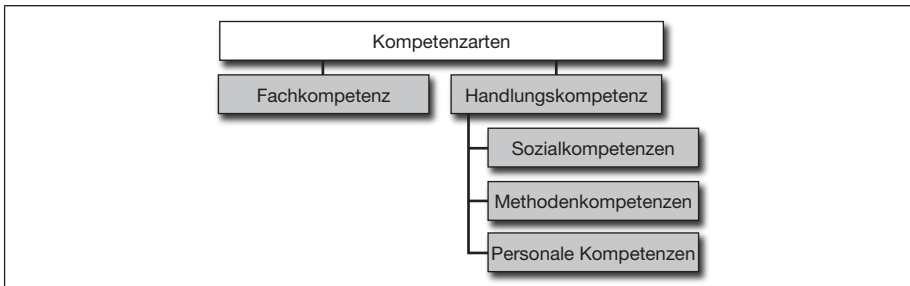 Kompetenzarten
Fachkompetenz
Handlungskompetenz
Sozialkompetenzen
Methodenkompetenzen
Personale Kompetenzen